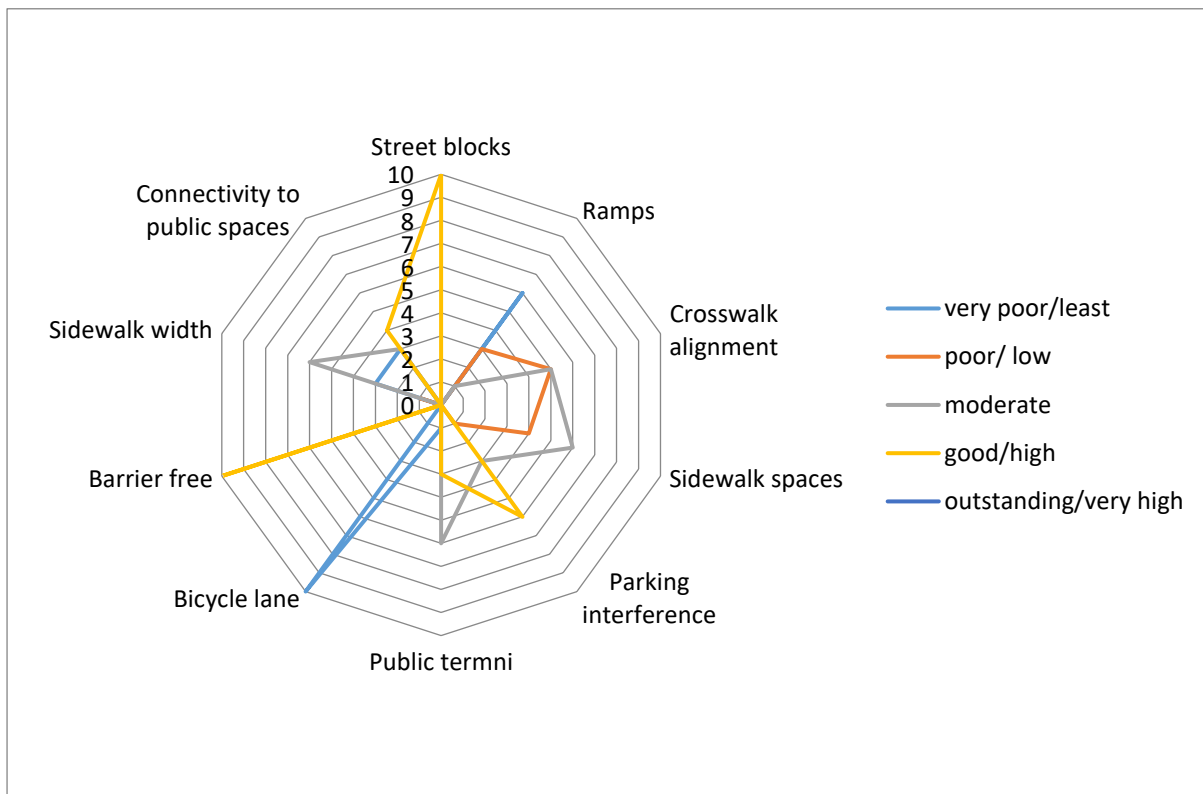 Street blocks
Ramps
Crosswalk
alignment
Sidewalk spaces
Parking
interference
Public termni
Bicycle lane
Barrier free
Sidewalk width
Connectivity to
public spaces
10
9
8
7
6
5
4
3
2
1
0
very poor/least
poor/ low
moderate
good/high
outstanding/very high